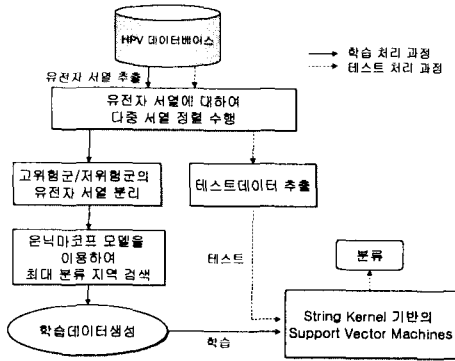 HPV 데이터베이스
학습 처리 과정
테스트 처리 과정
유전자 서열 추출
유전자 서열에 대하여
다중 서열 정렬 수행
고위험군/저위험군의
유전자 서열 분리
테스트데이터 추출
은닉마코프 모델을
이용하여
최대 분류 지역 검색
분류
테스트
String Kernel 기반의
Support Vector Machines
학습데이터생성
학습